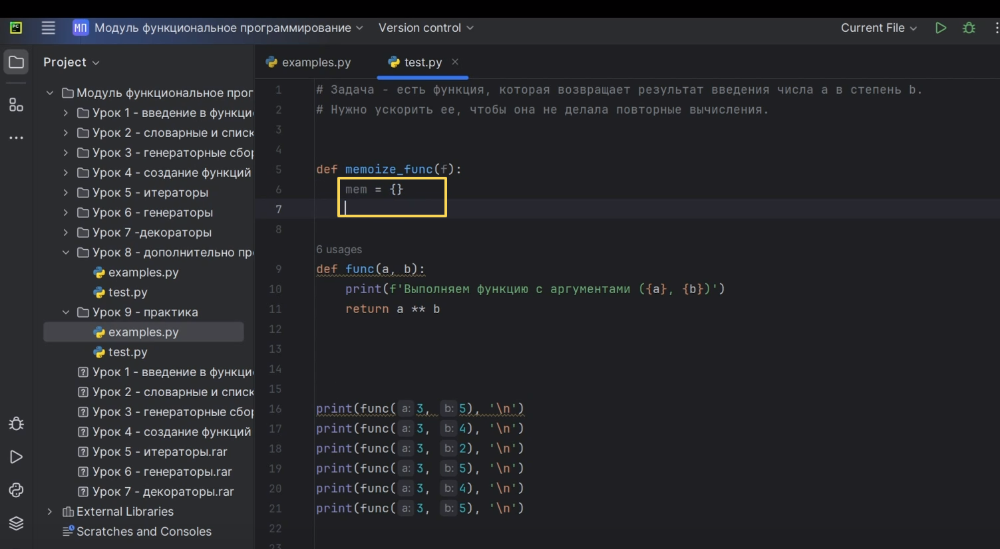 МП Модуль функциональное программирование Version control Current File
Project
examples.py test.py
Модуль функциональное прог
Урок 1 - введение в функци
Урок 2 - словарные и списк
Урок 3 - генераторные сбор
Урок 4 - создание функций
Урок 5 - итераторы
Урок 6 - генераторы
Урок 7 -декораторы
Урок 8 - дополнительно пр
examples.py
test.py
Урок 9 - практика
examples.py
test.py
Урок 1 - введение в функци
Урок 2 - словарные и списк
Урок 3 - генераторные сбор
Урок 4 - создание функций
Урок 5 - итераторы.rar
Урок 6 - генераторы.rar
Урок 7 - декораторы.rar
External Libraries
Scratches and Consoles
1 # Задача - есть функция, которая возвращает результат введения числа a в степень b.
2 # Нужно ускорить ее, чтобы она не делала повторные вычисления.
3
4
5 def memoize_func(f):
6 mem = {}
7
8
6 usages
9 def func(a, b):
10 print(f'Выполняем функцию с аргументами ({a}, {b})')
11 return a ** b
12
13
14
15
16 print(func( a: 3, b: 5), '\n')
17 print(func( a: 3, b: 4), '\n')
18 print(func( a: 3, b: 2), '\n')
19 print(func( a: 3, b: 5), '\n')
20 print(func( a: 3, b: 4), '\n')
21 print(func( a: 3, b: 5), '\n')
22
23